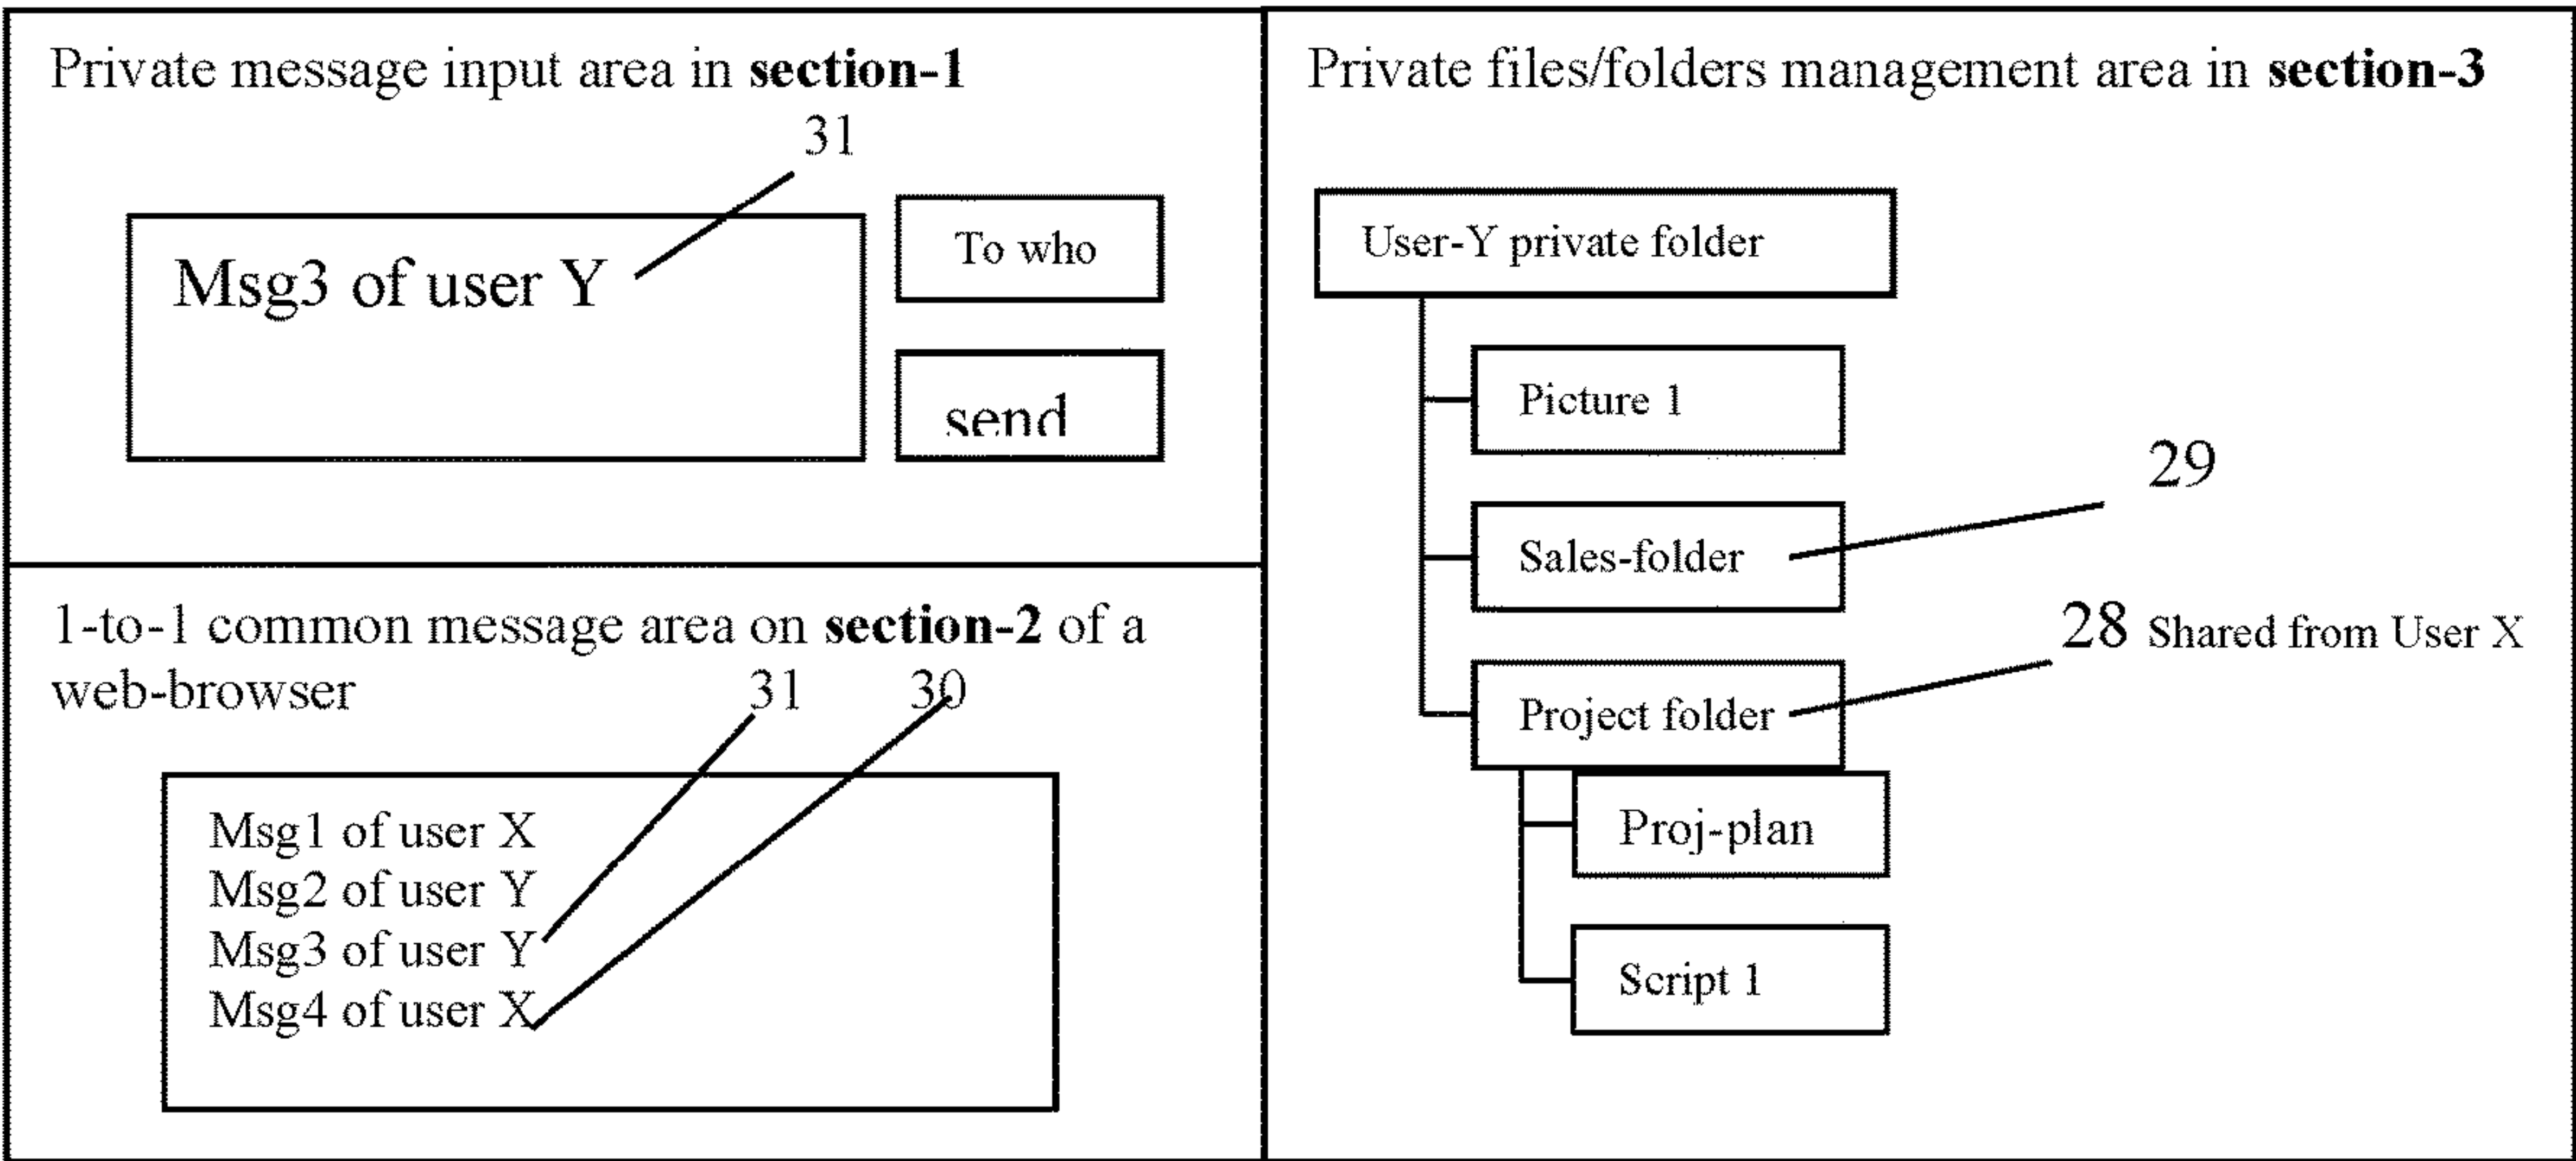 Private message input area in section-1
31
Msg3 of user Y
To who
send
1-to-1 common message area on section-2 of a
web-browser
31
30
Msg1 of user X
Msg2 of user Y
Msg3 of user Y
Msg4 of user X
Private files/folders management area in section-3
User-Y private folder
Picture 1
29
Sales-folder
28 Shared from User X
Project folder
Proj-plan
Script 1